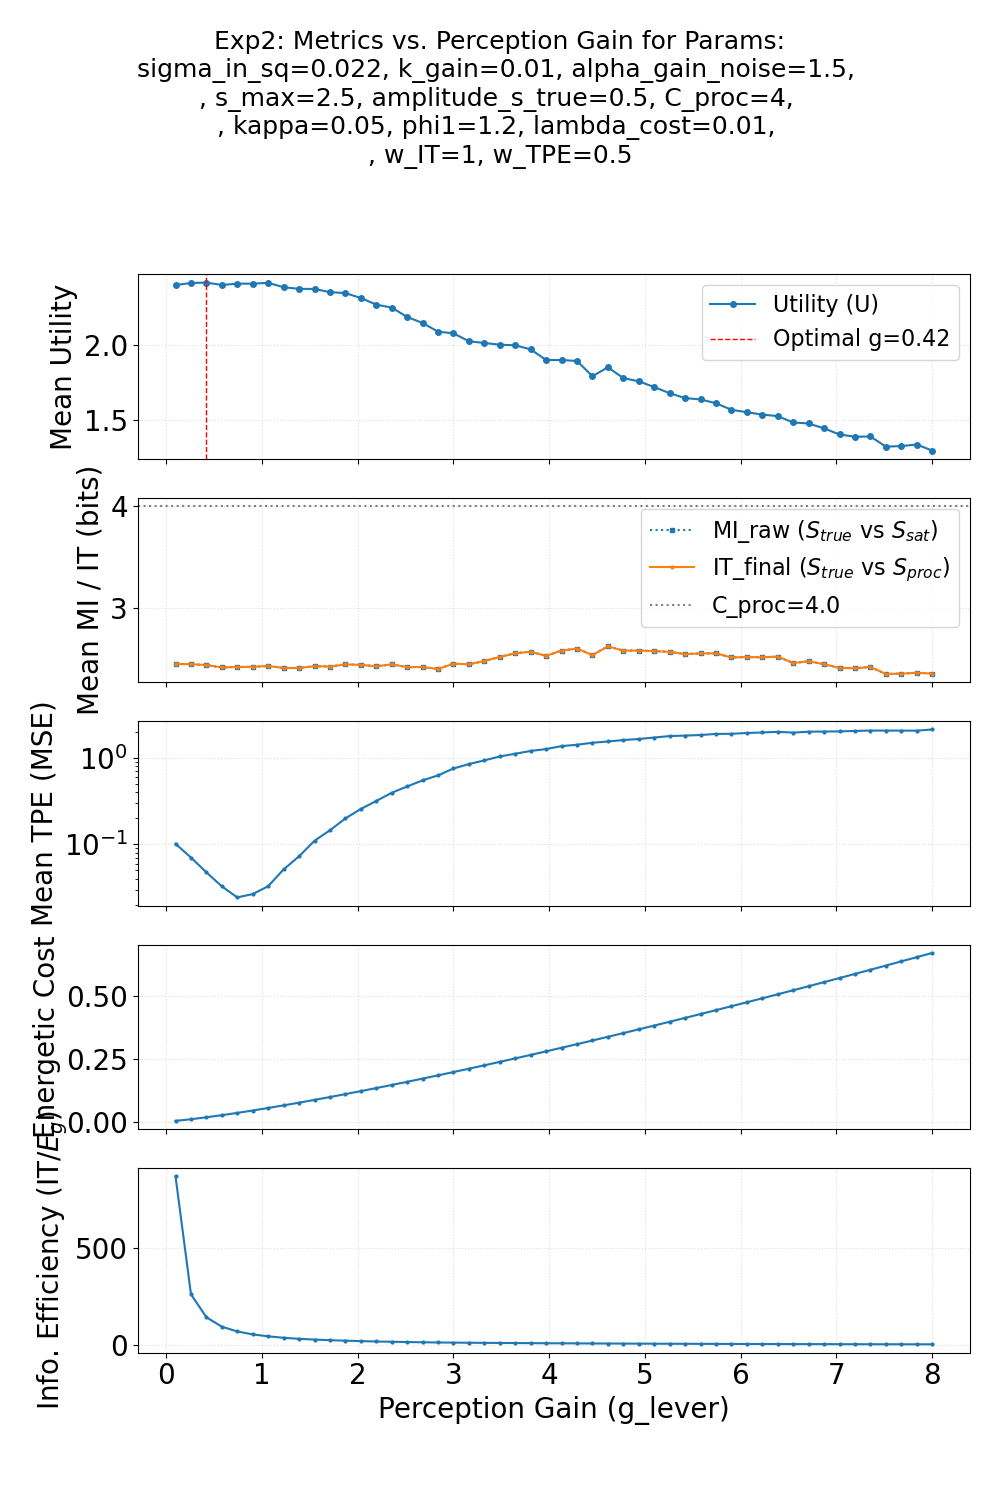 Exp2: Metrics vs. Perception Gain for Params:
sigma_in_sq=0.022, k_gain=0.01, alpha_gain_noise=1.5,
, s_max=2.5, amplitude_s_true=0.5, C_proc=4,
, kappa=0.05, phi1=1.2, lambda_cost=0.01,
, w_IT=1, w_TPE=0.5
Mean Utility
2.0
1.5
Utility (U)
Optimal g=0.42
Mean MI / IT (bits)
4
3
MI_raw (S_true vs S_sat)
IT_final (S_true vs S_proc)
C_proc=4.0
Mean TPE (MSE)
10^0
10^−1
Energetic Cost
0.50
0.25
0.00
Info. Efficiency (IT/E_g)
500
0
0 1 2 3 4 5 6 7 8
Perception Gain (g_lever)